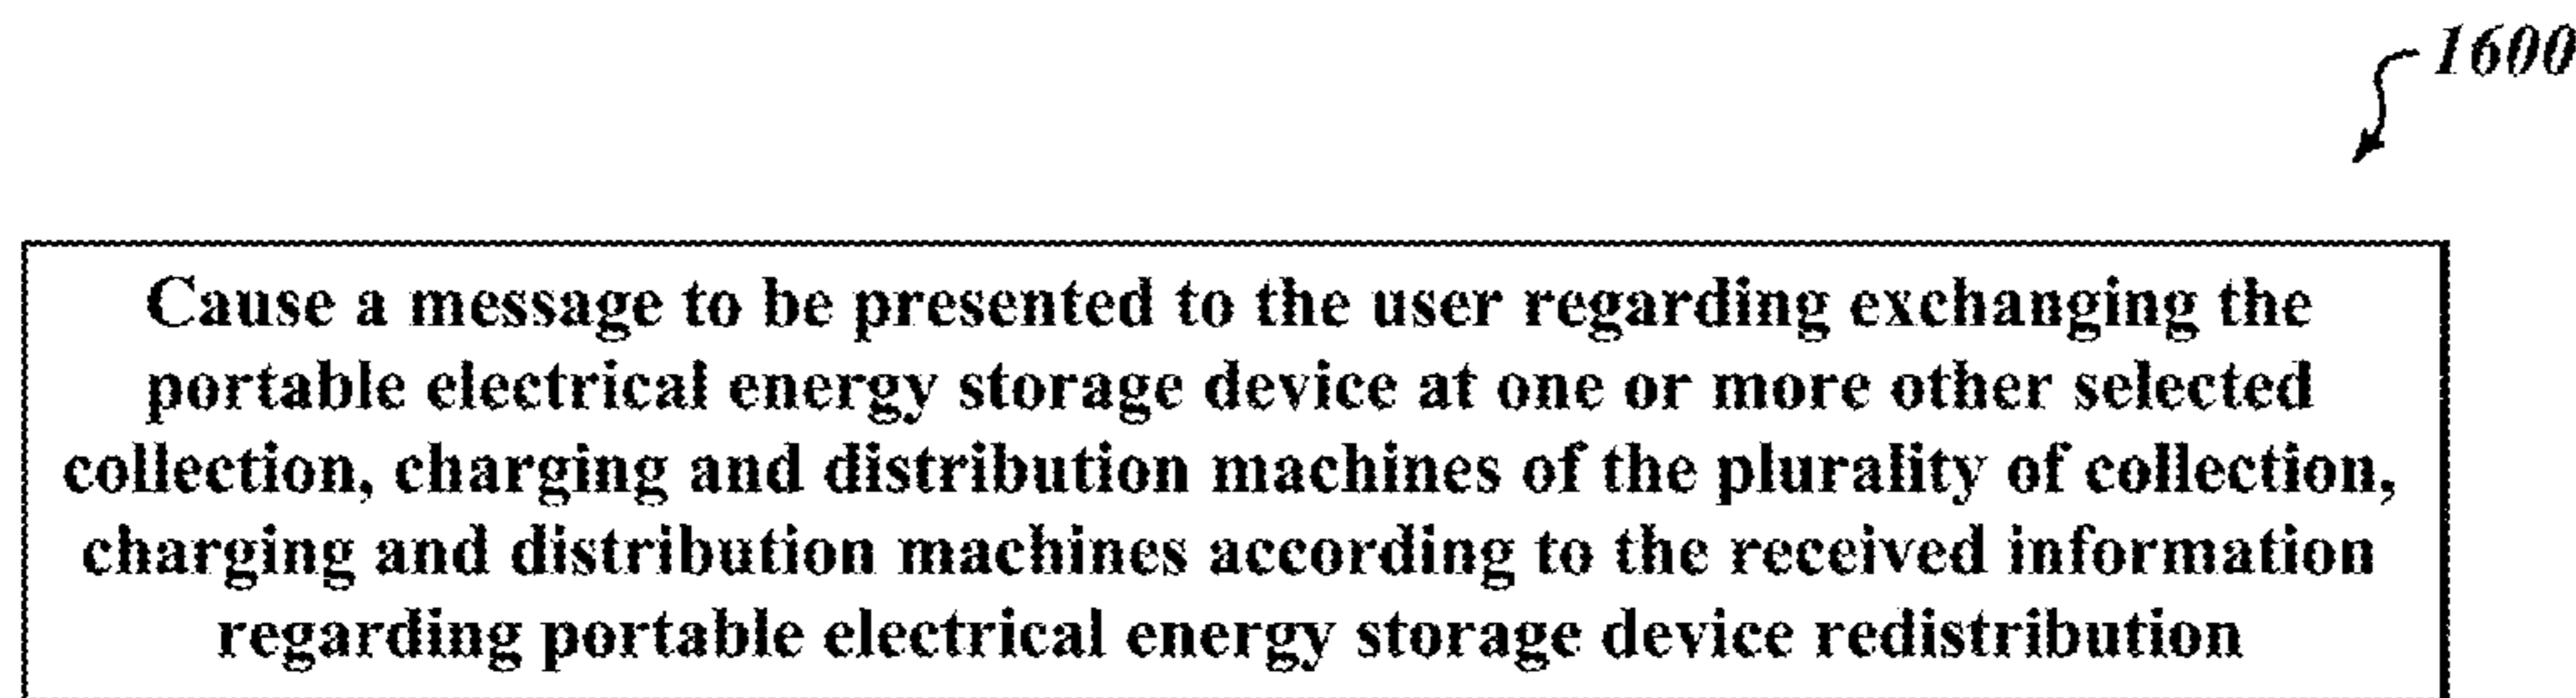 1600
Cause a message to be presented to the user regarding exchanging the
portable electrical energy storage device at one or more other selected
collection, charging and distribution machines of the plurality of collection,
charging and distribution machines according to the received information
regarding portable electrical energy storage device redistribution